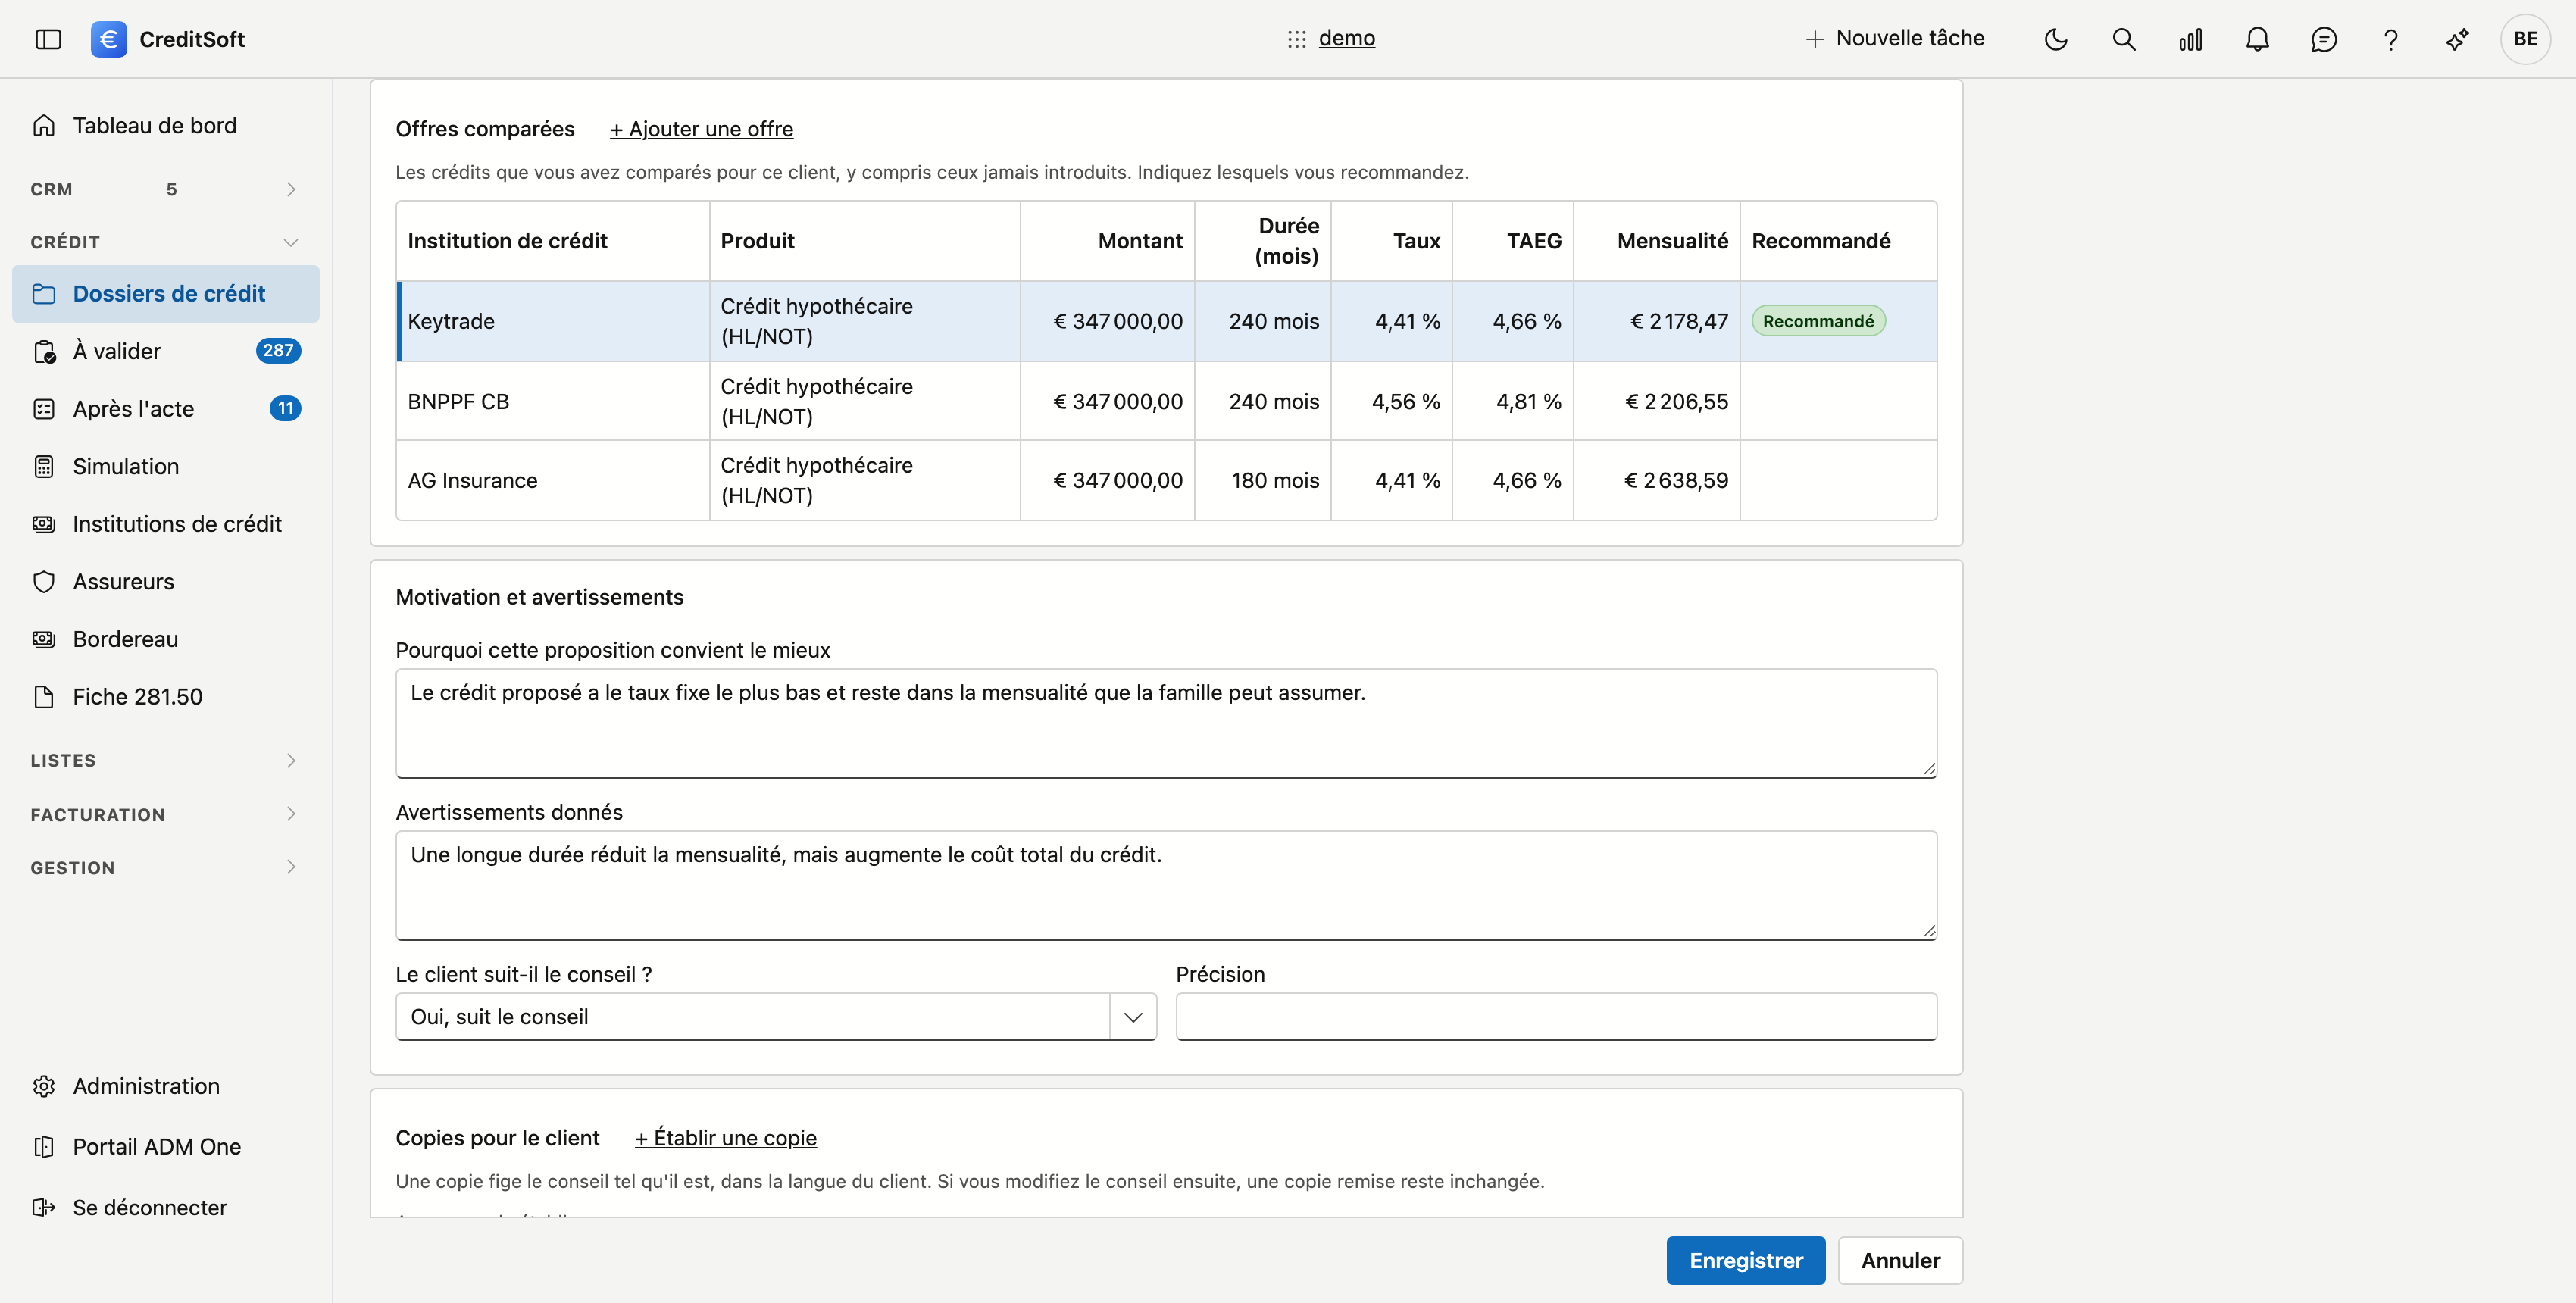 CreditSoft
demo
Nouvelle tâche
BE
Tableau de bord
CRM 5
CRÉDIT
Dossiers de crédit
À valider 287
Après l'acte 11
Simulation
Institutions de crédit
Assureurs
Bordereau
Fiche 281.50
LISTES
FACTURATION
GESTION
Administration
Portail ADM One
Se déconnecter
Offres comparées + Ajouter une offre
Les crédits que vous avez comparés pour ce client, y compris ceux jamais introduits. Indiquez lesquels vous recommandez.
Institution de crédit Produit Montant Durée (mois) Taux TAEG Mensualité Recommandé
Keytrade Crédit hypothécaire (HL/NOT) € 347 000,00 240 mois 4,41 % 4,66 % € 2 178,47 Recommandé
BNPPF CB Crédit hypothécaire (HL/NOT) € 347 000,00 240 mois 4,56 % 4,81 % € 2 206,55
AG Insurance Crédit hypothécaire (HL/NOT) € 347 000,00 180 mois 4,41 % 4,66 % € 2 638,59
Motivation et avertissements
Pourquoi cette proposition convient le mieux
Le crédit proposé a le taux fixe le plus bas et reste dans la mensualité que la famille peut assumer.
Avertissements donnés
Une longue durée réduit la mensualité, mais augmente le coût total du crédit.
Le client suit-il le conseil ? Précision
Oui, suit le conseil
Copies pour le client + Établir une copie
Une copie fige le conseil tel qu'il est, dans la langue du client. Si vous modifiez le conseil ensuite, une copie remise reste inchangée.
Enregistrer Annuler